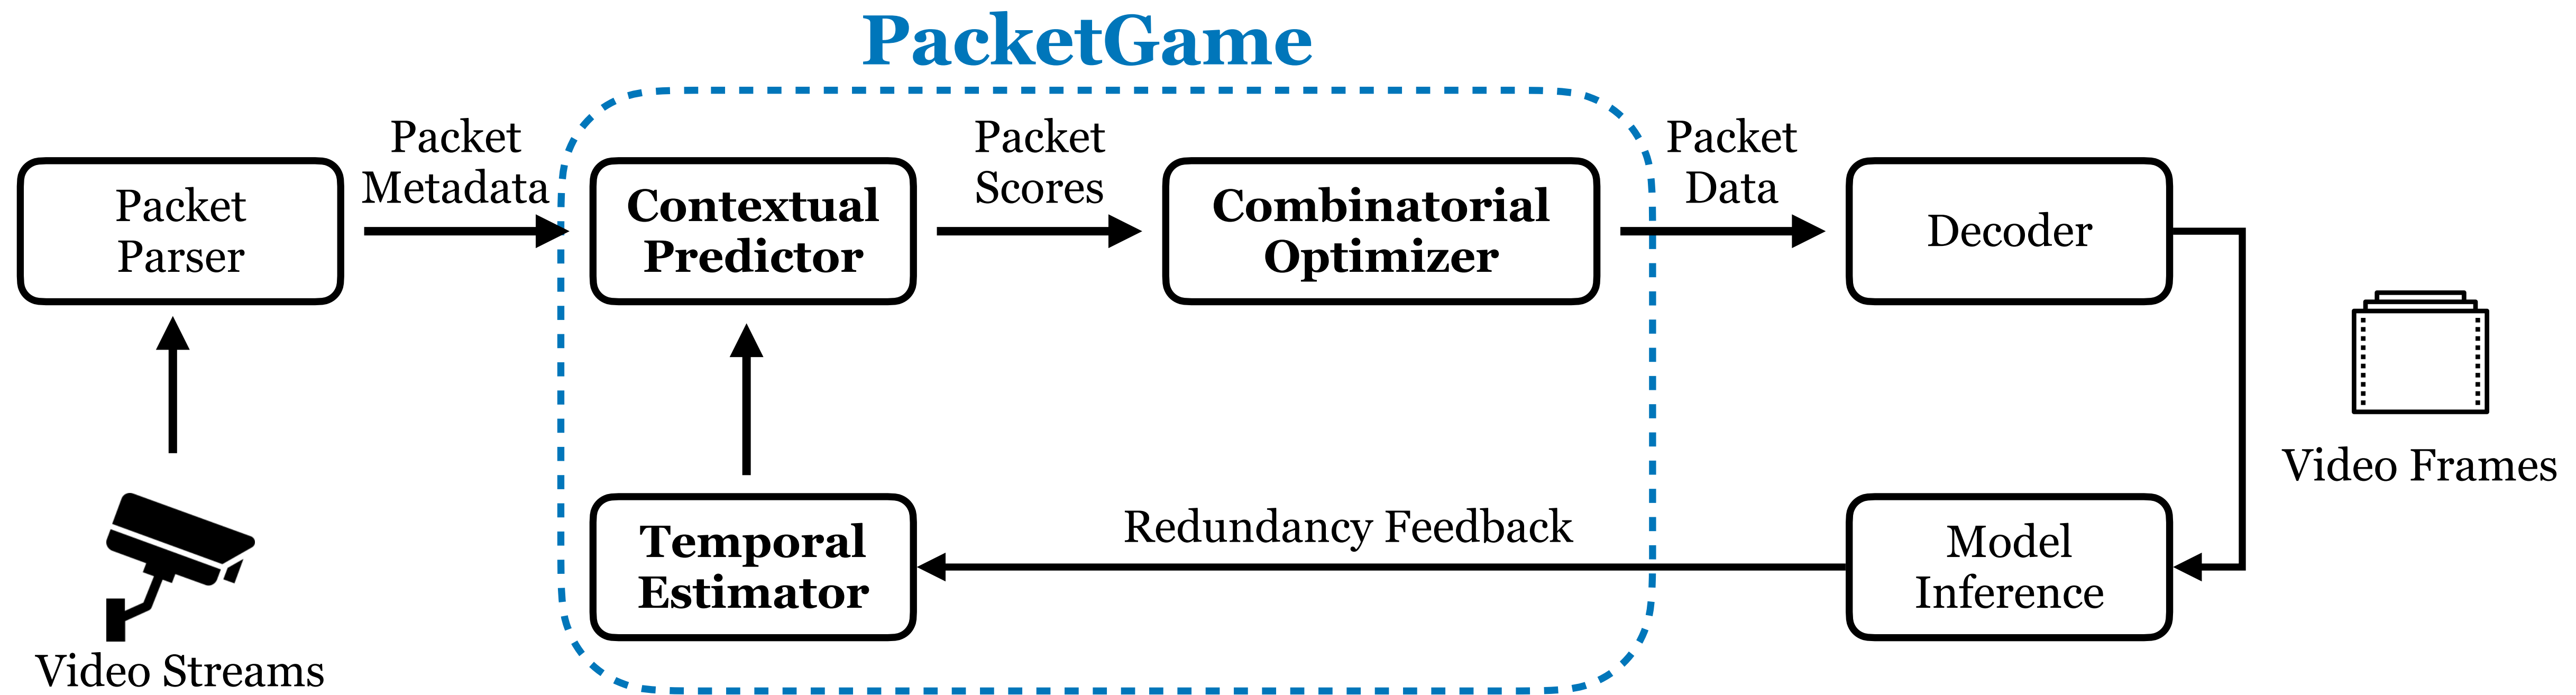 PacketGame
Packet
Metadata
Packet
Scores
Packet
Data
Packet
Parser
Contextual
Predictor
Combinatorial
Optimizer
Decoder
Video Frames
Redundancy Feedback
Temporal
Estimator
Model
Inference
Video Streams